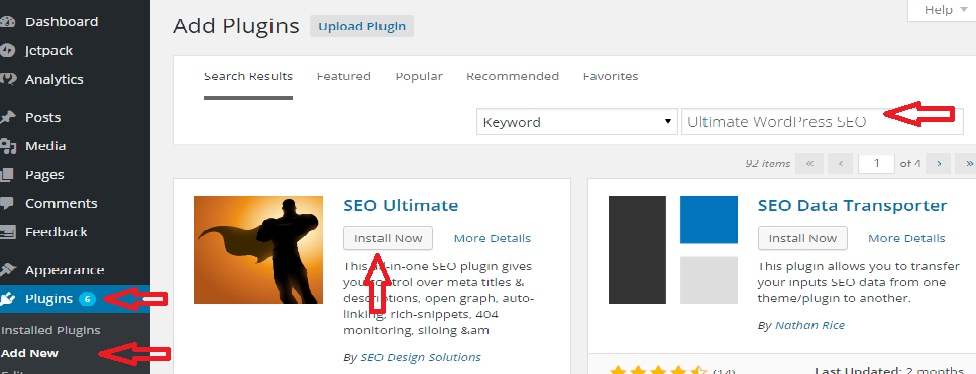 Dashboard
Jetpack
Analytics
Posts
Media
Pages
Comments
Feedback
Appearance
Plugins 6
Installed Plugins
Add New
Add Plugins Upload Plugin
Help
Search Results Featured Popular Recommended Favorites
Keyword Ultimate WordPress SEO
92 items « ‹ 1 of 4 › »
SEO Ultimate
Install Now More Details
This all-in-one SEO plugin gives
you control over meta titles &
descriptions, open graph, auto-
linking, rich-snippets, 404
monitoring, siloing &am
By SEO Design Solutions
SEO Data Transporter
Install Now More Details
This plugin allows you to transfer
your inputs SEO data from one
theme/plugin to another.
By Nathan Rice
(14) Last Updated: 2 months